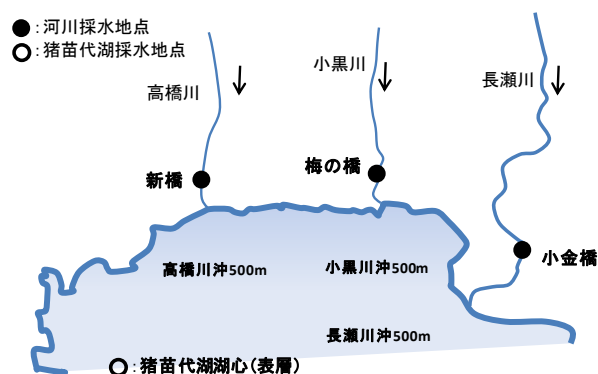 ●：河川採水地点
○：猪苗代湖採水地点
高橋川
小黒川
長瀬川
新橋
梅の橋
小金橋
高橋川沖500m
小黒川沖500m
長瀬川沖500m
○：猪苗代湖湖心（表層）